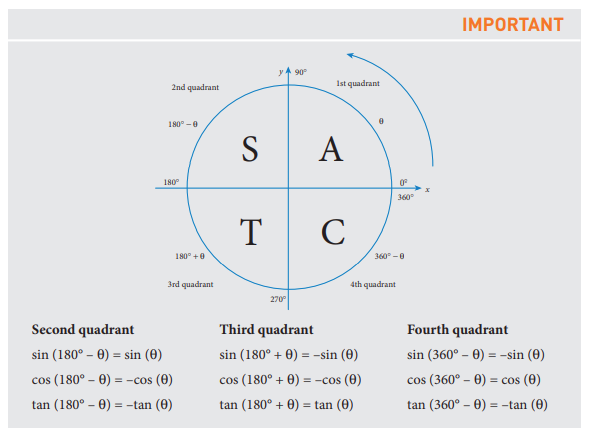 IMPORTANT
y 90°
2nd quadrant
1st quadrant
180° – θ
θ
S
A
180°
0°
x
360°
T
C
180° + θ
360° – θ
3rd quadrant
4th quadrant
270°
Second quadrant
sin (180° – θ) = sin (θ)
cos (180° – θ) = –cos (θ)
tan (180° – θ) = –tan (θ)
Third quadrant
sin (180° + θ) = –sin (θ)
cos (180° + θ) = –cos (θ)
tan (180° + θ) = tan (θ)
Fourth quadrant
sin (360° – θ) = –sin (θ)
cos (360° – θ) = cos (θ)
tan (360° – θ) = –tan (θ)